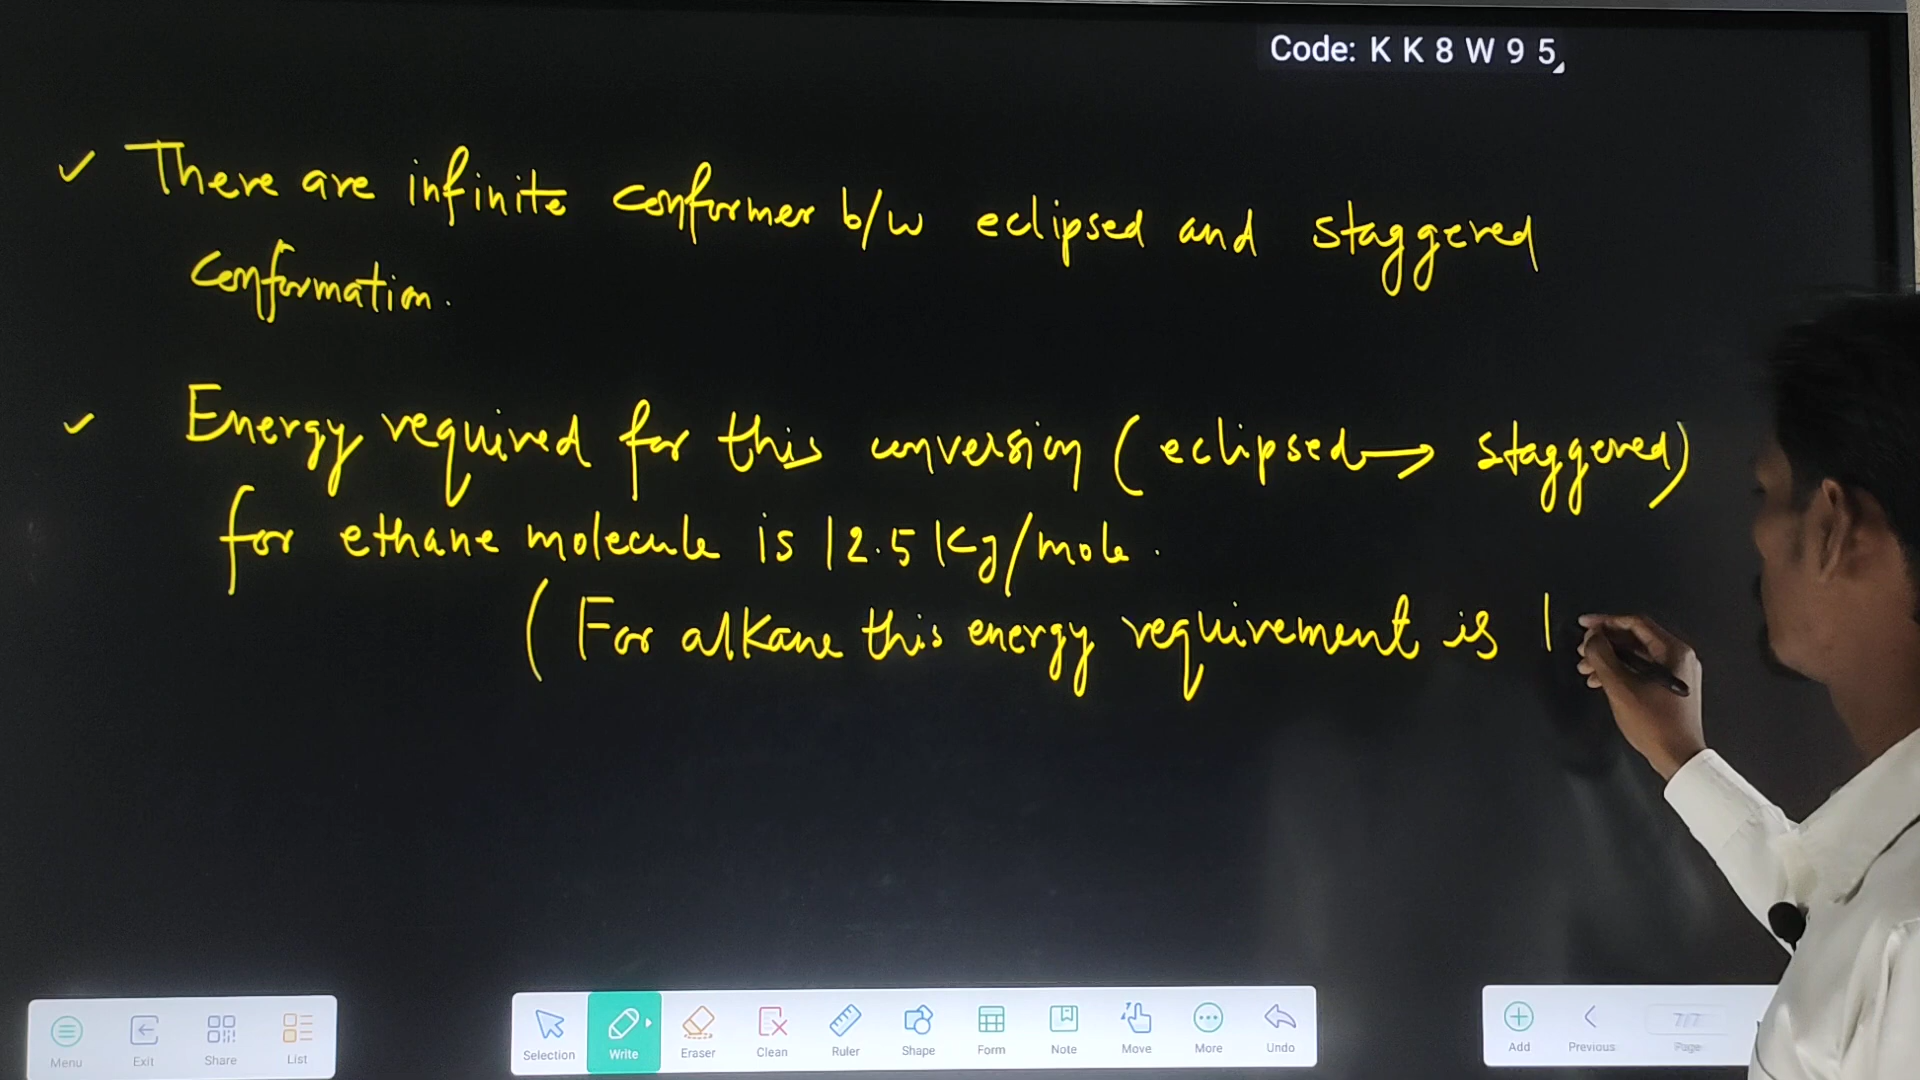 Code: K K 8 W 9 5
✓ There are infinite conformer b/w eclipsed and staggered
conformation.
✓ Energy required for this conversion (eclipsed → staggered)
for ethane molecule is 12.5 KJ/mole.
( For alkane this energy requirement is 1
Menu Exit Share List
Selection Write Eraser Clean Ruler Shape Form Note Move More Undo
Add Previous 7/7 Page